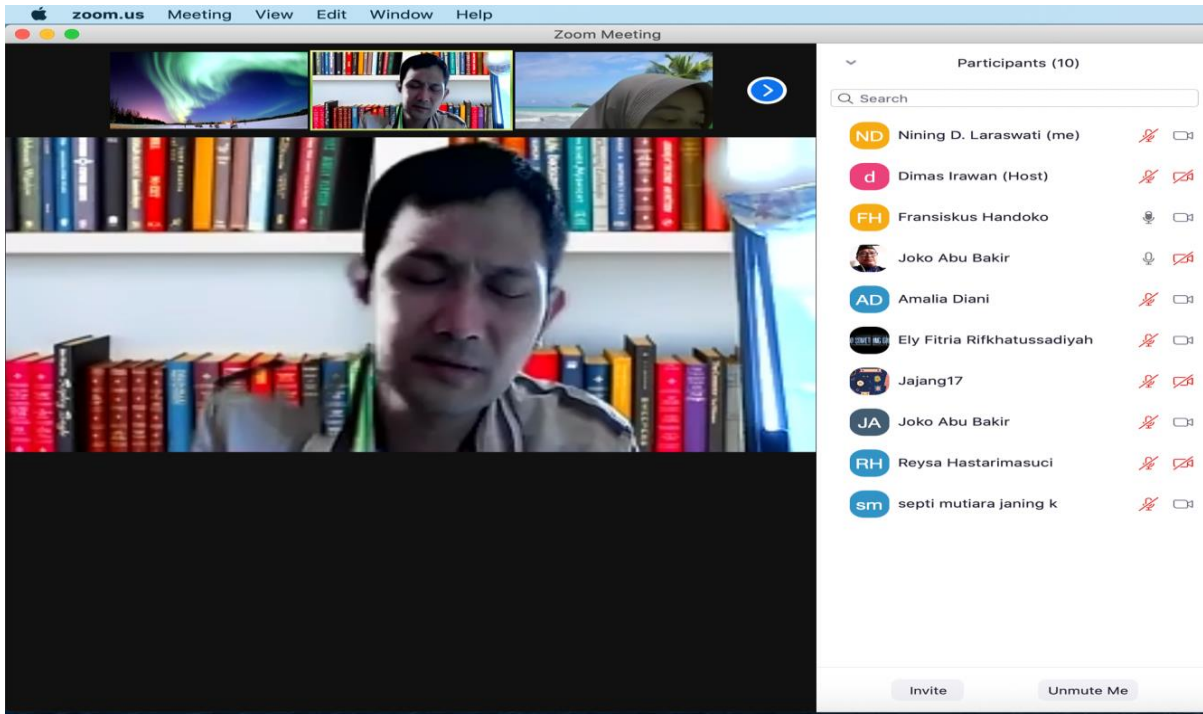 zoom.us Meeting View Edit Window Help
Zoom Meeting
Participants (10)
Search
ND Nining D. Laraswati (me)
d Dimas Irawan (Host)
FH Fransiskus Handoko
Joko Abu Bakir
AD Amalia Diani
Ely Fitria Rifkhatussadiyah
Jajang17
JA Joko Abu Bakir
RH Reysa Hastarimasuci
sm septi mutiara janing k
Invite Unmute Me